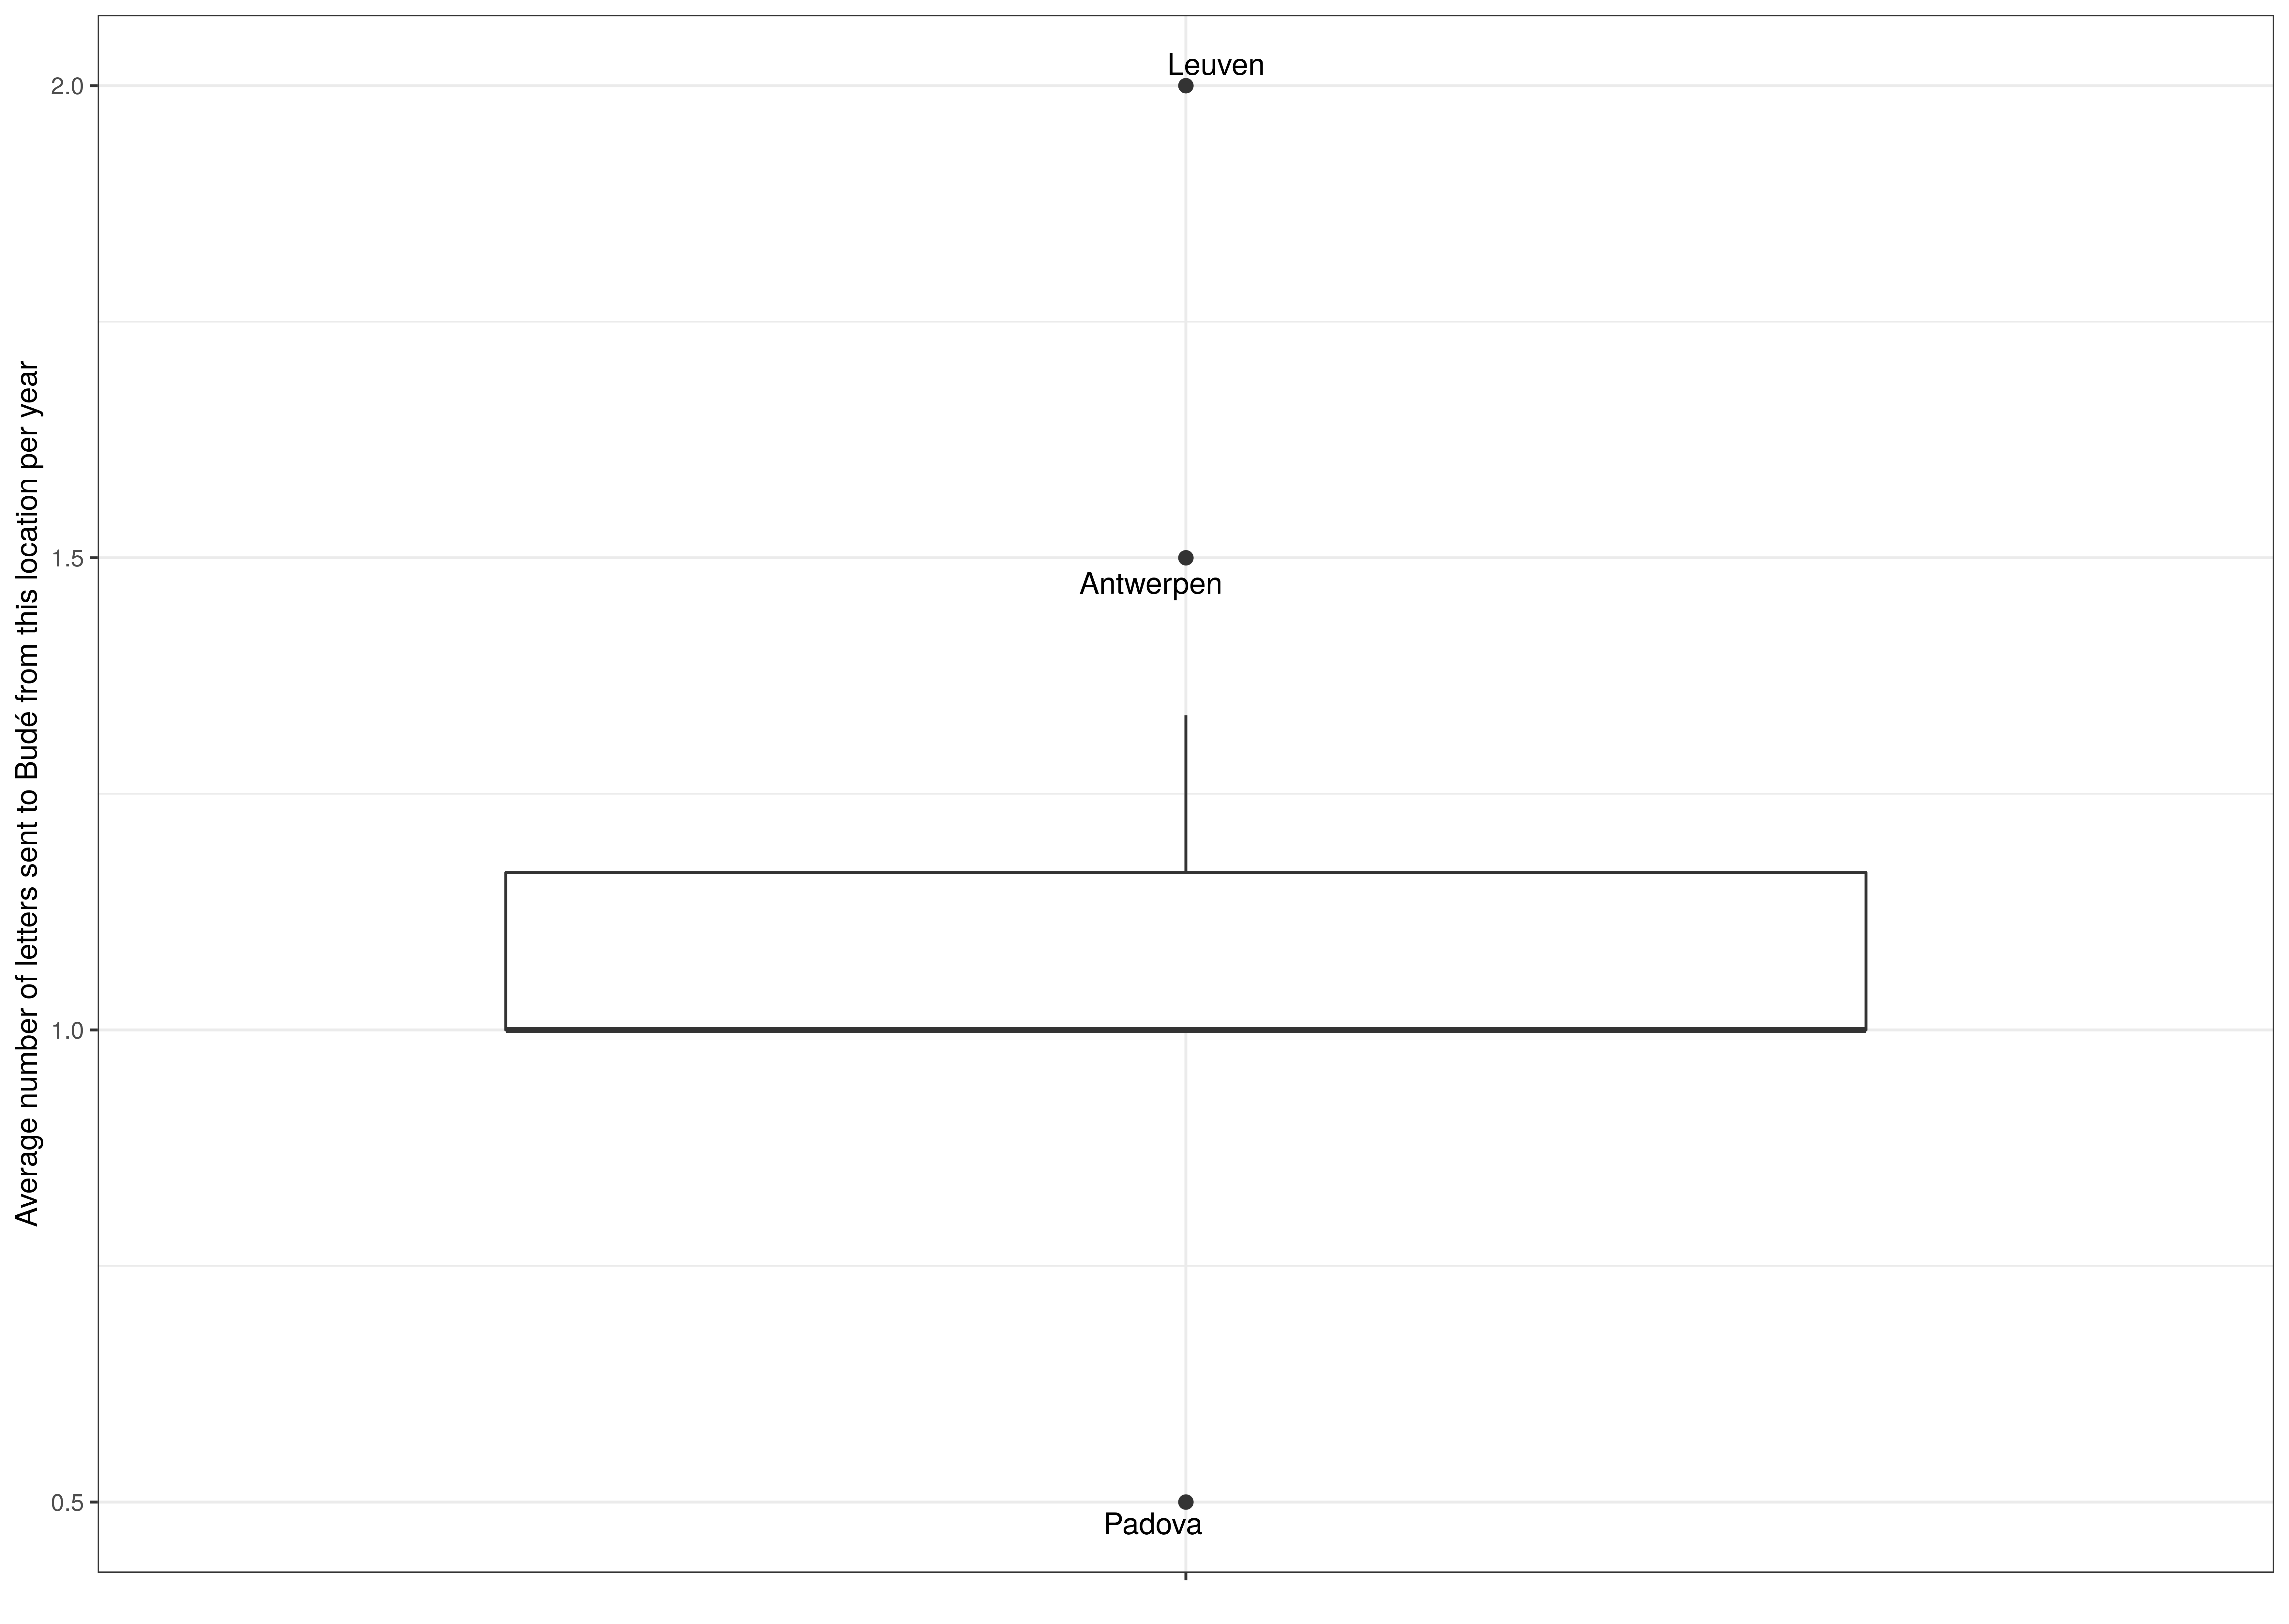 Average number of letters sent to Budé from this location per year
2.0
1.5
1.0
0.5
Leuven
Antwerpen
Padova